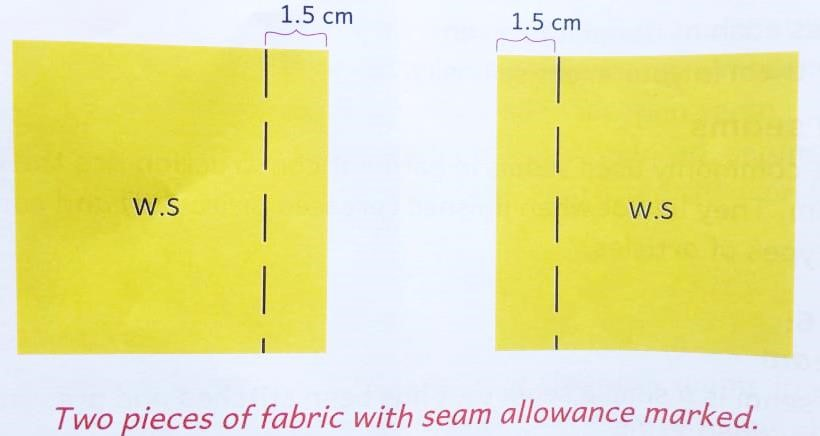 1.5 cm
1.5 cm
W.S
W.S
Two pieces of fabric with seam allowance marked.